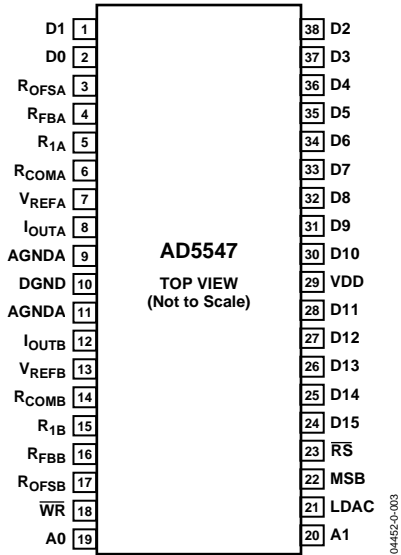 D1 1
D0 2
ROFSA 3
RFBA 4
R1A 5
RCOMA 6
VREFA 7
IOUTA 8
AGNDA 9
DGND 10
AGNDA 11
IOUTB 12
VREFB 13
RCOMB 14
R1B 15
RFBB 16
ROFSB 17
WR 18
A0 19
AD5547
TOP VIEW
(Not to Scale)
38 D2
37 D3
36 D4
35 D5
34 D6
33 D7
32 D8
31 D9
30 D10
29 VDD
28 D11
27 D12
26 D13
25 D14
24 D15
23 RS
22 MSB
21 LDAC
20 A1
04452-0-003